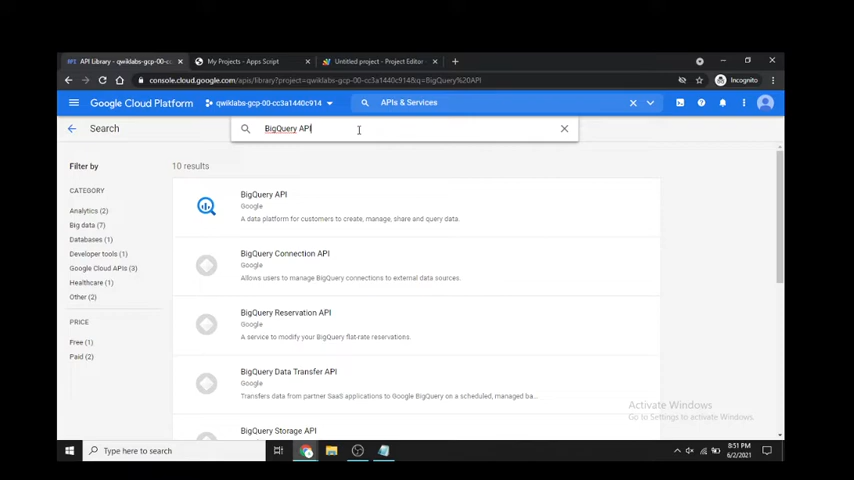 API Library - qwiklabs-gcp-00-cc
My Projects - Apps Script
Untitled project - Project Editor
console.cloud.google.com/apis/library?project=qwiklabs-gcp-00-cc3a1440c914&q=BigQuery%20API
Incognito
Google Cloud Platform
qwiklabs-gcp-00-cc3a1440c914
APIs & Services
Search
BigQuery API
Filter by
10 results
CATEGORY
Analytics (2)
Big data (7)
Databases (1)
Developer tools (1)
Google Cloud APIs (3)
Healthcare (1)
Other (2)
PRICE
Free (1)
Paid (2)
BigQuery API
Google
A data platform for customers to create, manage, share and query data.
BigQuery Connection API
Google
Allows users to manage BigQuery connections to external data sources.
BigQuery Reservation API
Google
A service to modify your BigQuery flat-rate reservations.
BigQuery Data Transfer API
Google
Transfers data from partner SaaS applications to Google BigQuery on a scheduled, managed ba...
BigQuery Storage API
Activate Windows
Go to Settings to activate Windows.
Type here to search
8:51 PM
6/2/2021